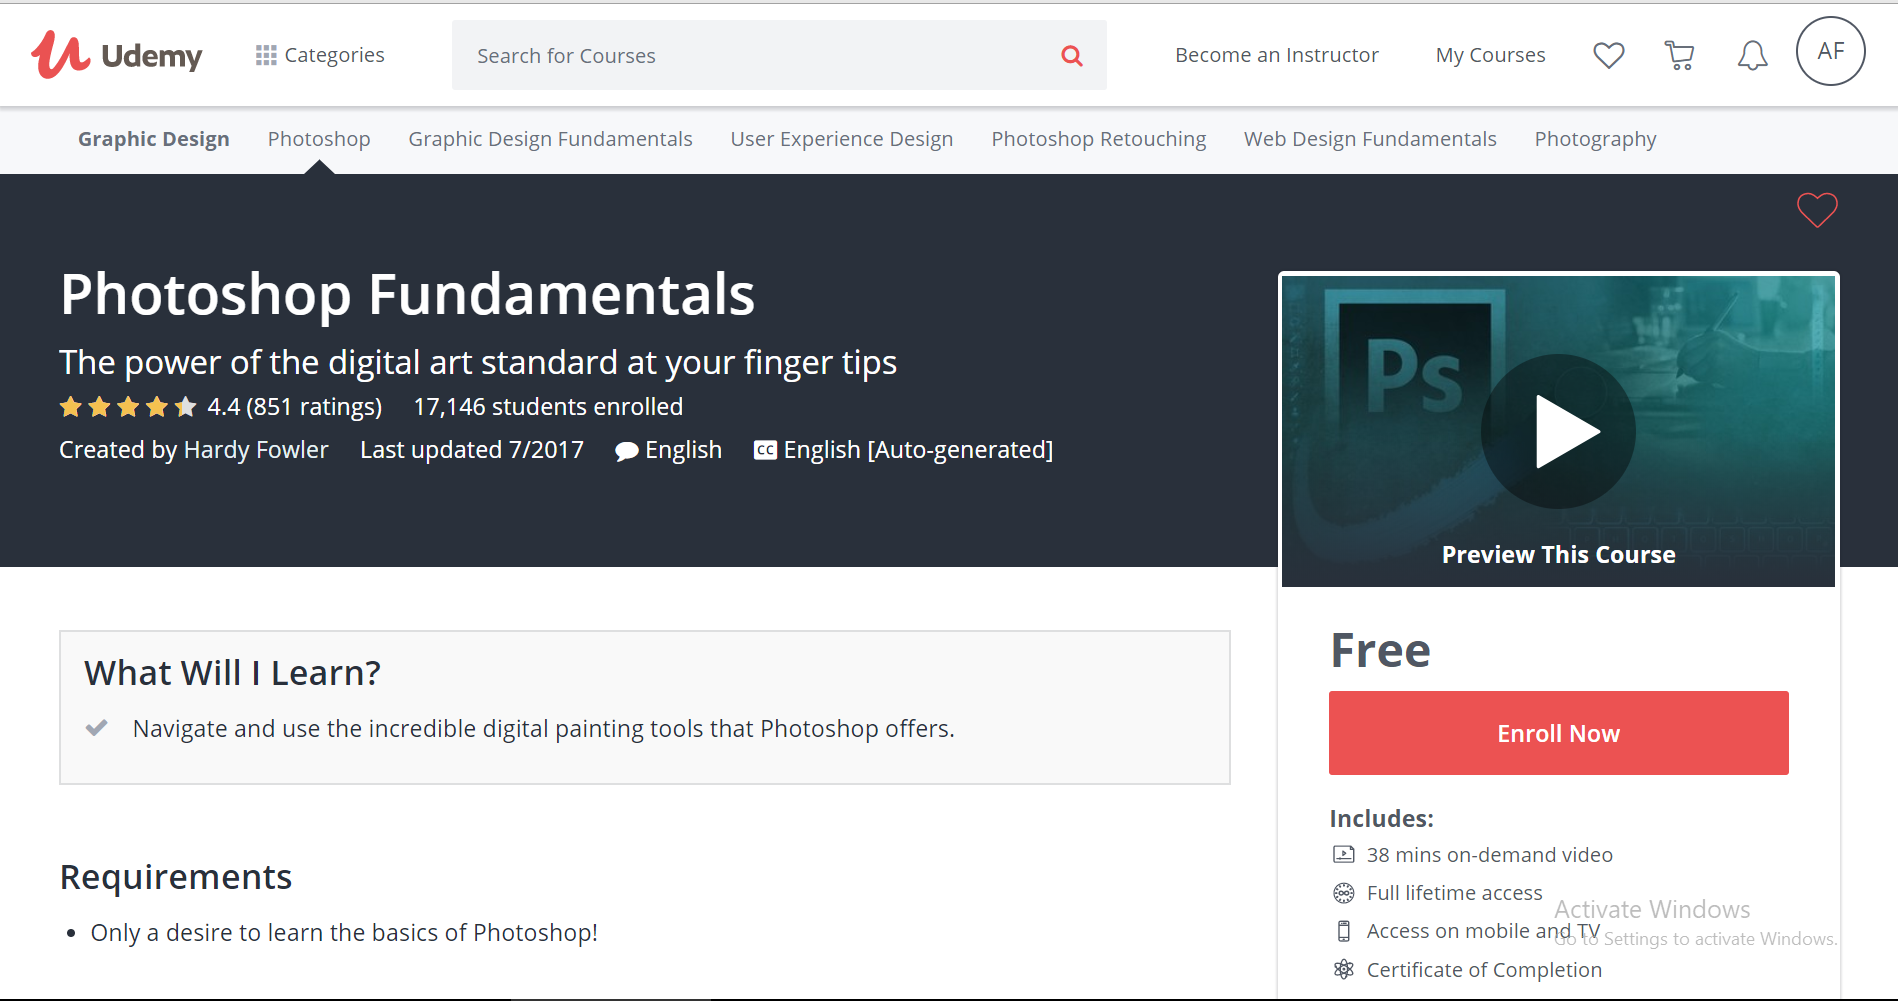 Udemy Categories Search for Courses Become an Instructor My Courses AF
Graphic Design Photoshop Graphic Design Fundamentals User Experience Design Photoshop Retouching Web Design Fundamentals Photography
Photoshop Fundamentals
The power of the digital art standard at your finger tips
4.4 (851 ratings) 17,146 students enrolled
Created by Hardy Fowler Last updated 7/2017 English CC English [Auto-generated]
Ps
Preview This Course
What Will I Learn?
Navigate and use the incredible digital painting tools that Photoshop offers.
Requirements
• Only a desire to learn the basics of Photoshop!
Free
Enroll Now
Includes:
38 mins on-demand video
Full lifetime access
Access on mobile and TV
Certificate of Completion
Activate Windows
Go to Settings to activate Windows.